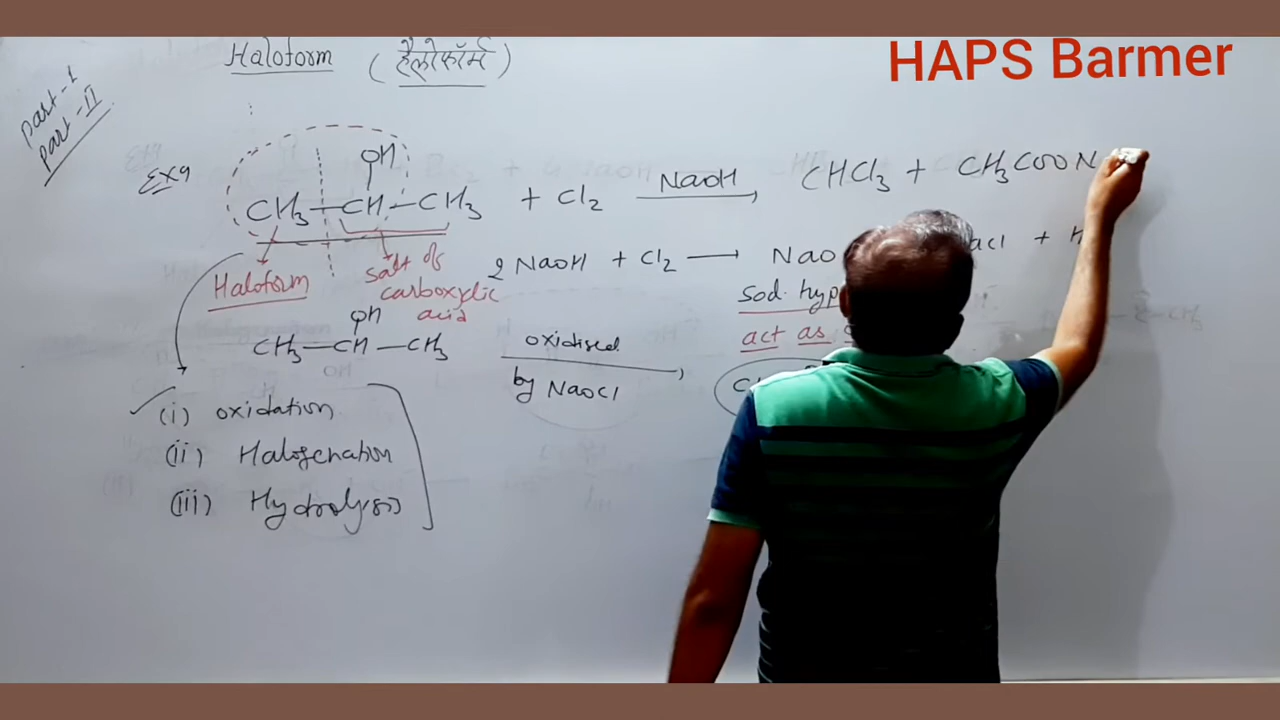 Haloform (हैलोफॉर्म)
HAPS Barmer
part-I
part-II
Ex9
OH
CH3—CH—CH3 + Cl2 NaOH CHCl3 + CH3COON
Haloform
salt of
carboxylic
acid
2 NaOH + Cl2 ⟶ Nao acl + H
sod. hyp
act as
OH
CH3—CH—CH3 oxidised by NaOCl C
(i) oxidation
(ii) Halogenation
(iii) Hydrolysis